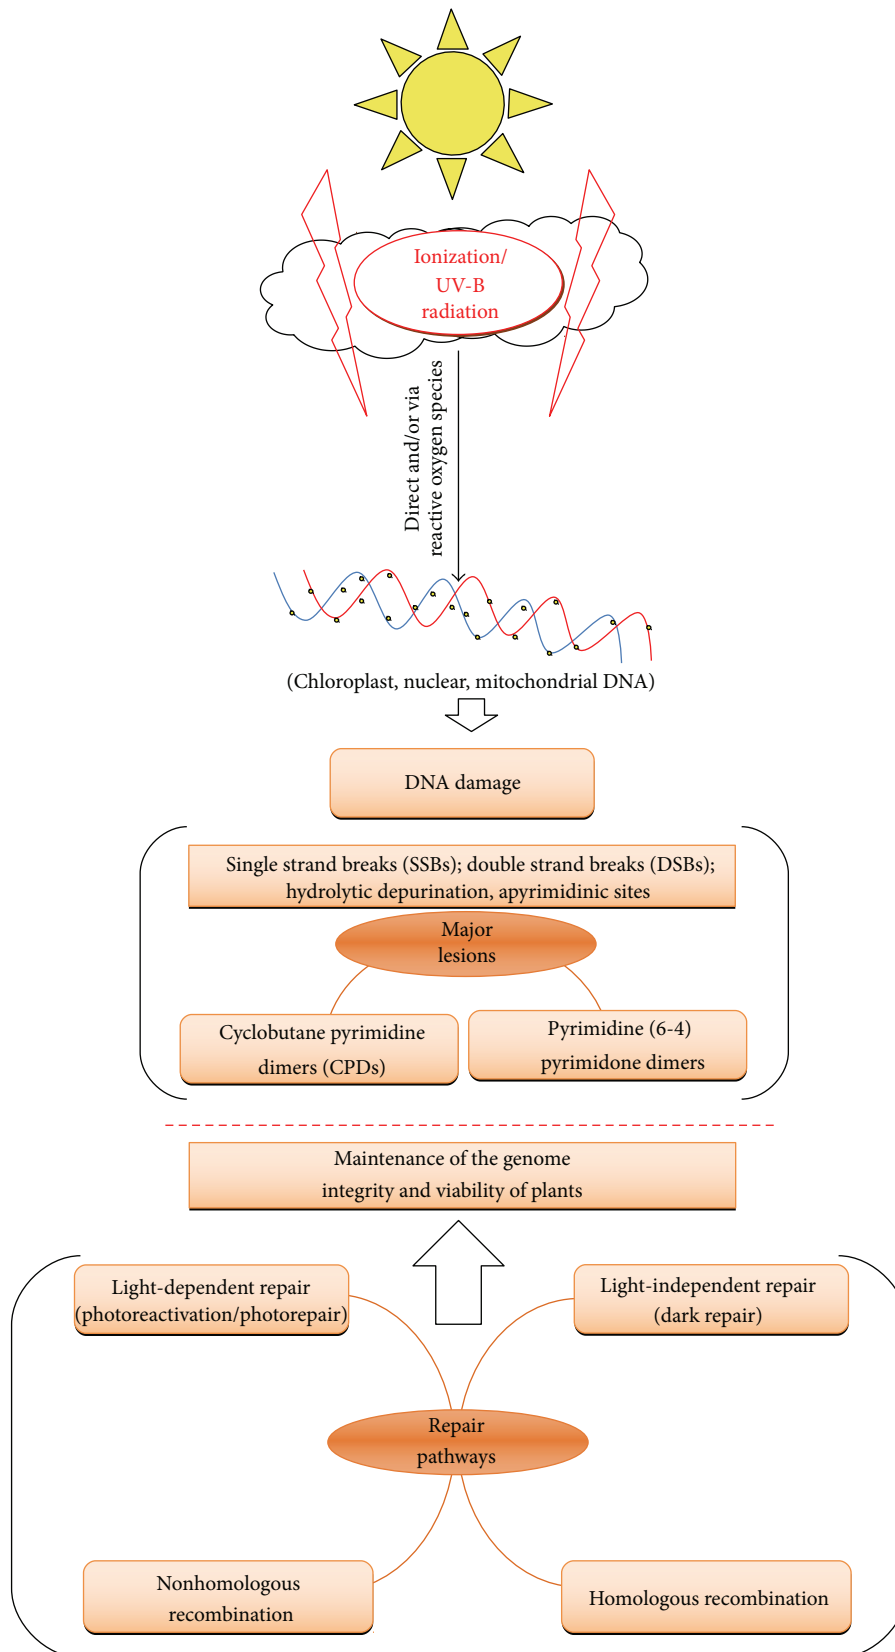 Ionization/
UV-B
radiation
Direct and/or via
reactive oxygen species
(Chloroplast, nuclear, mitochondrial DNA)
DNA damage
Single strand breaks (SSBs); double strand breaks (DSBs);
hydrolytic depurination, apyrimidinic sites
Major
lesions
Cyclobutane pyrimidine
dimers (CPDs)
Pyrimidine (6-4)
pyrimidone dimers
Maintenance of the genome
integrity and viability of plants
Light-dependent repair
(photoreactivation/photorepair)
Light-independent repair
(dark repair)
Repair
pathways
Nonhomologous
recombination
Homologous recombination